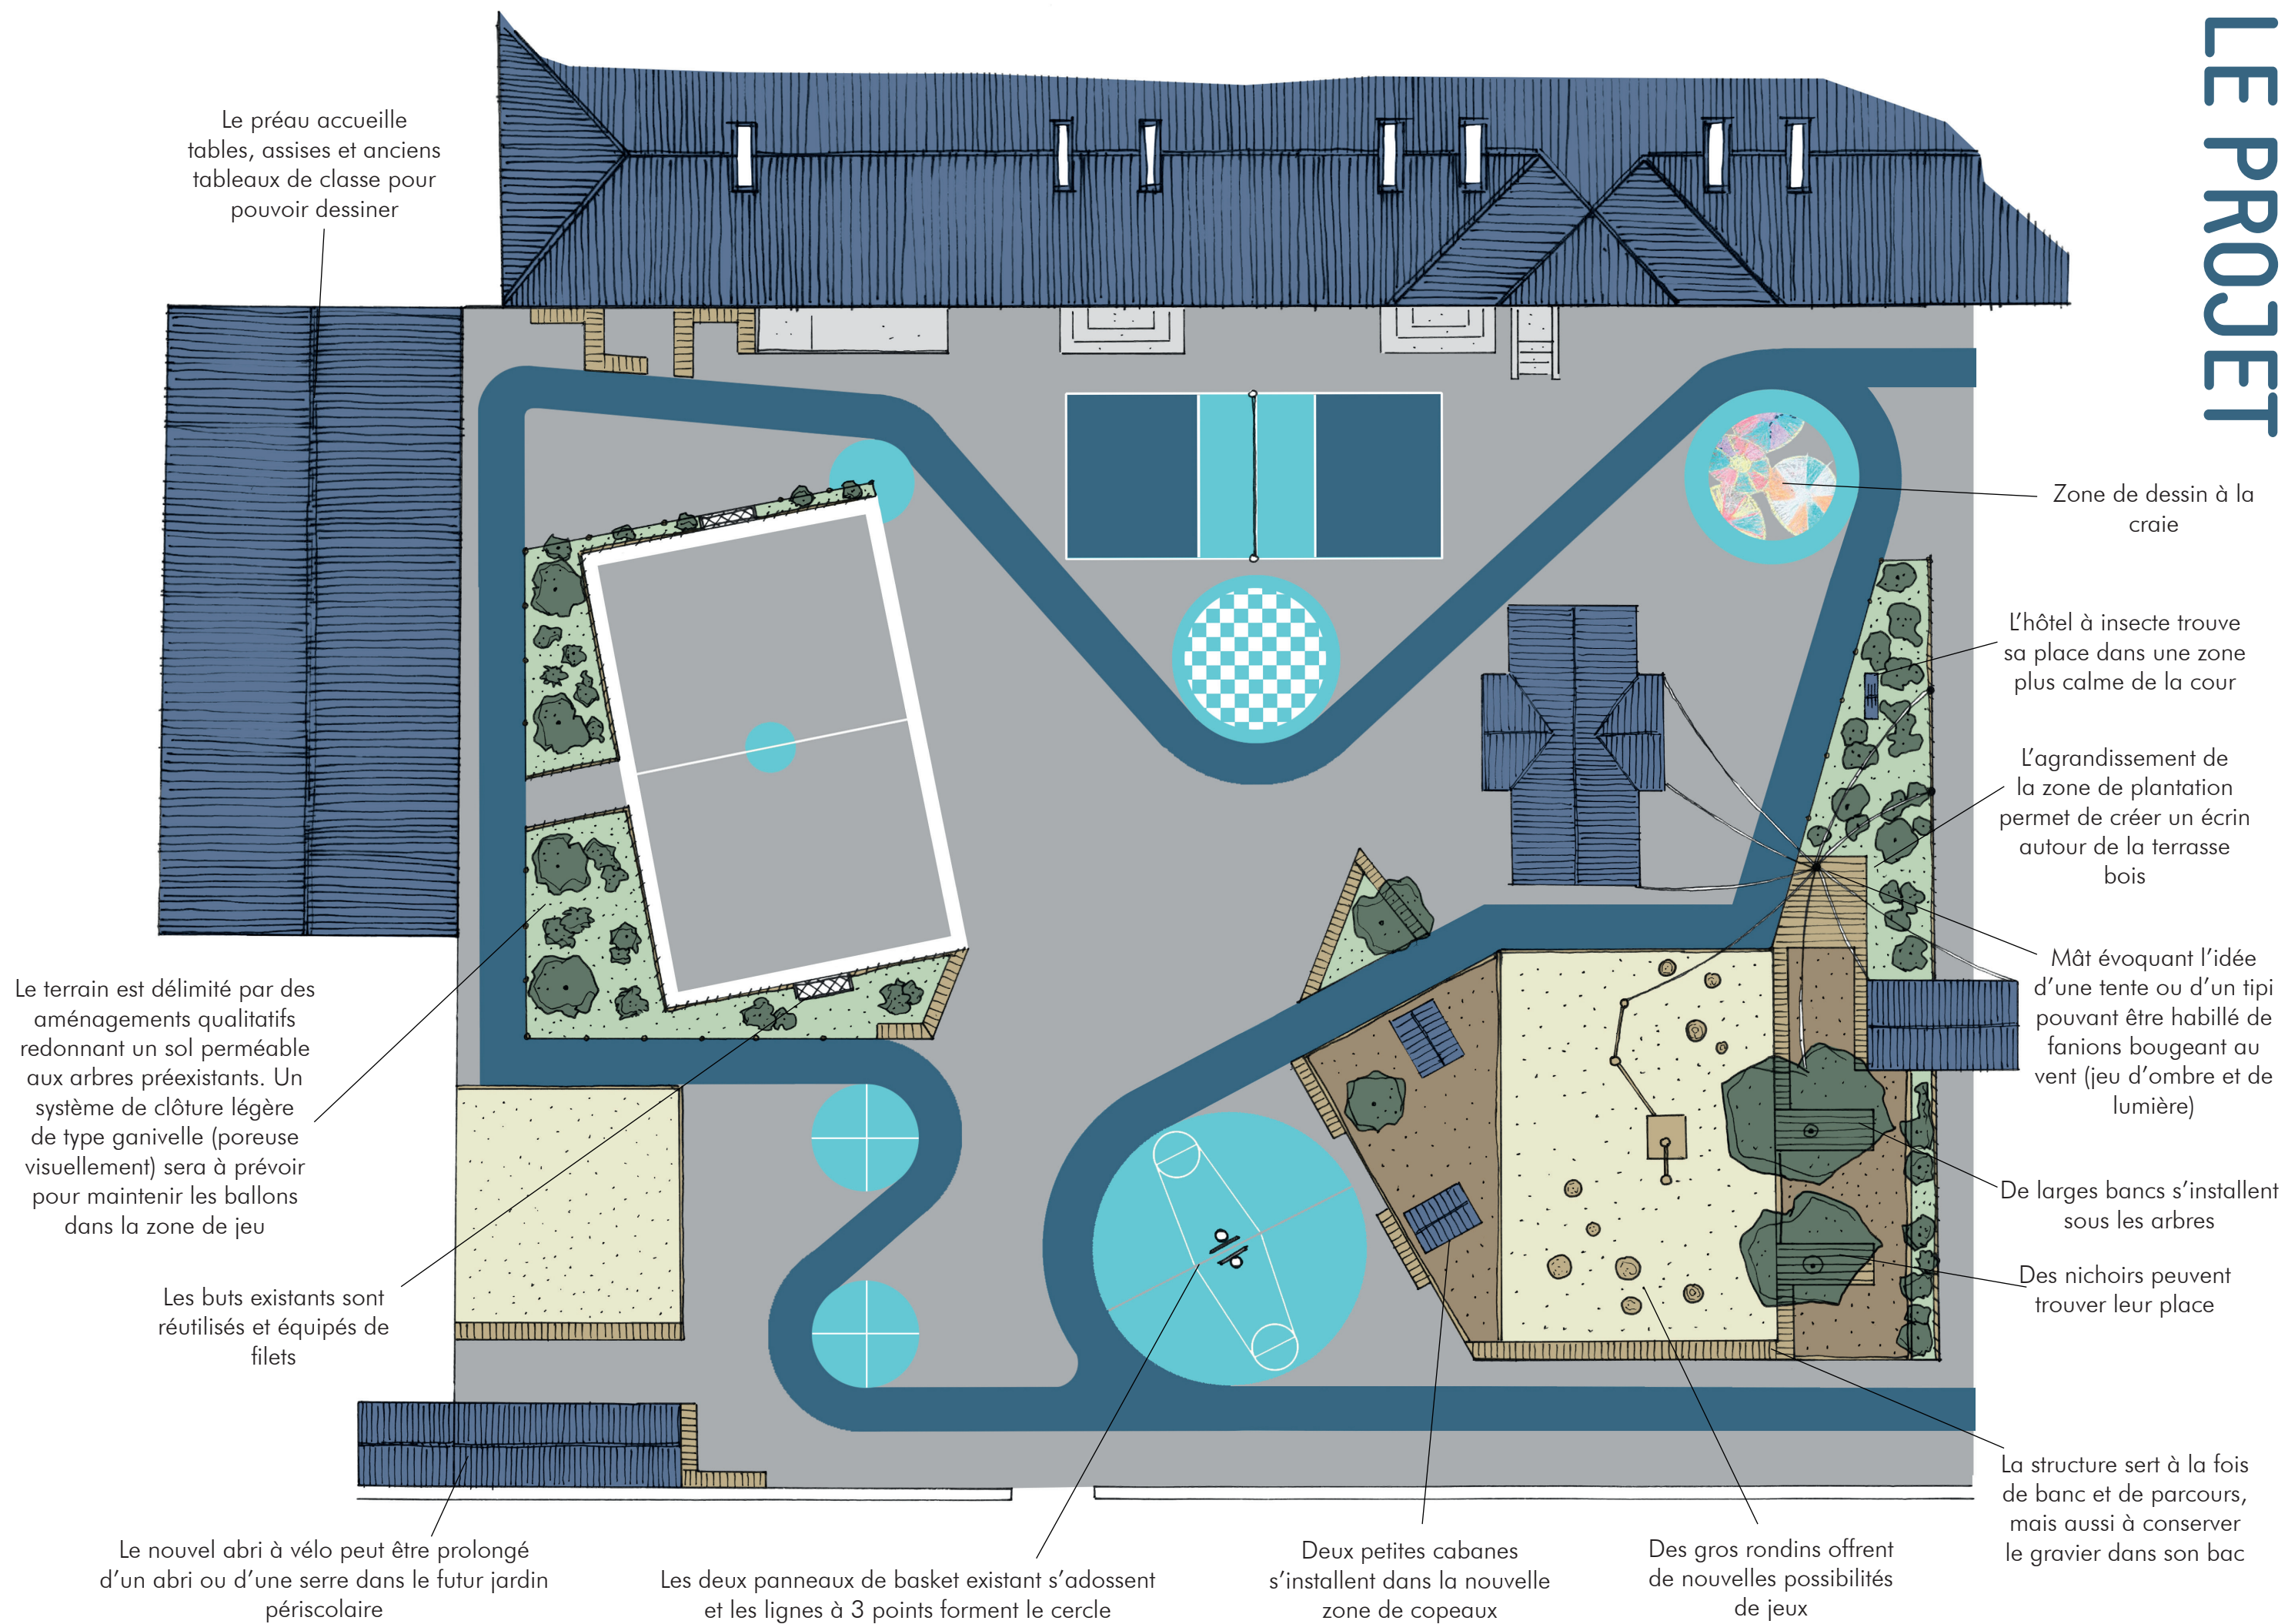 LE PROJET
Le préau accueille
tables, assises et anciens
tableaux de classe pour
pouvoir dessiner
Zone de dessin à la
craie
L’hôtel à insecte trouve
sa place dans une zone
plus calme de la cour
L’agrandissement de
la zone de plantation
permet de créer un écrin
autour de la terrasse
bois
Mât évoquant l’idée
d’une tente ou d’un tipi
pouvant être habillé de
fanions bougeant au
vent (jeu d’ombre et de
lumière)
De larges bancs s’installent
sous les arbres
Des nichoirs peuvent
trouver leur place
La structure sert à la fois
de banc et de parcours,
mais aussi à conserver
le gravier dans son bac
Le terrain est délimité par des
aménagements qualitatifs
redonnant un sol perméable
aux arbres préexistants. Un
système de clôture légère
de type ganivelle (poreuse
visuellement) sera à prévoir
pour maintenir les ballons
dans la zone de jeu
Les buts existants sont
réutilisés et équipés de
filets
Le nouvel abri à vélo peut être prolongé
d’un abri ou d’une serre dans le futur jardin
périscolaire
Les deux panneaux de basket existant s’adossent
et les lignes à 3 points forment le cercle
Deux petites cabanes
s’installent dans la nouvelle
zone de copeaux
Des gros rondins offrent
de nouvelles possibilités
de jeux